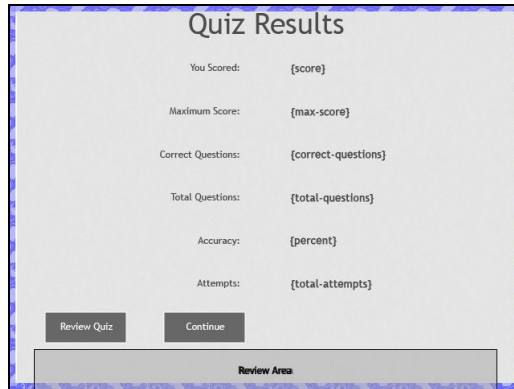 Quiz Results
You Scored: {score}
Maximum Score: {max-score}
Correct Questions: {correct-questions}
Total Questions: {total-questions}
Accuracy: {percent}
Attempts: {total-attempts}
Review Quiz Continue
Review Area